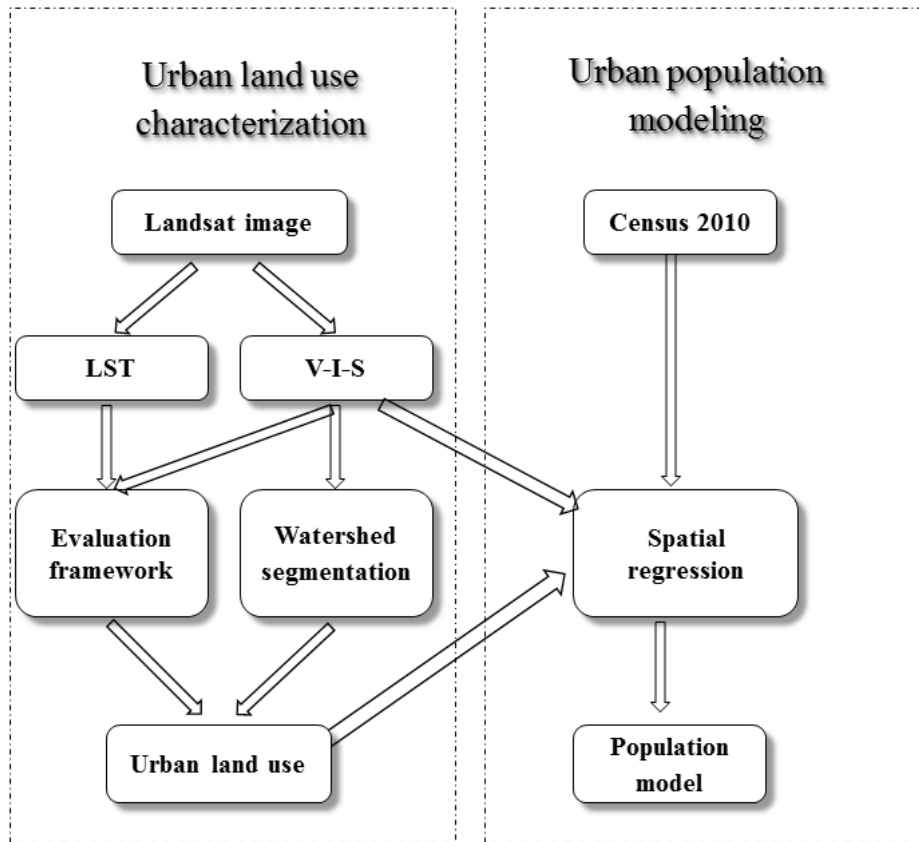 Urban land use
characterization
Landsat image
LST
V-I-S
Evaluation
framework
Watershed
segmentation
Urban land use
Urban population
modeling
Census 2010
Spatial
regression
Population
model